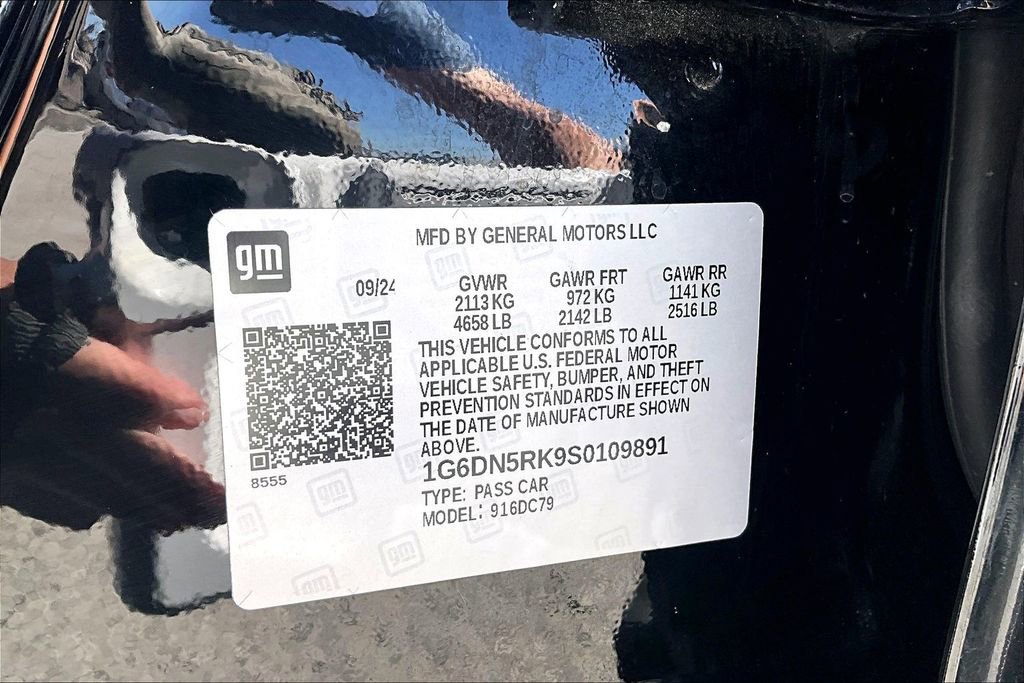 gm
MFD BY GENERAL MOTORS LLC
09/24
GVWR GAWR FRT GAWR RR
2113 KG 972 KG 1141 KG
4658 LB 2142 LB 2516 LB
THIS VEHICLE CONFORMS TO ALL
APPLICABLE U.S. FEDERAL MOTOR
VEHICLE SAFETY, BUMPER, AND THEFT
PREVENTION STANDARDS IN EFFECT ON
THE DATE OF MANUFACTURE SHOWN
ABOVE.
1G6DN5RK9S0109891
8555
TYPE: PASS CAR
MODEL: 916DC79